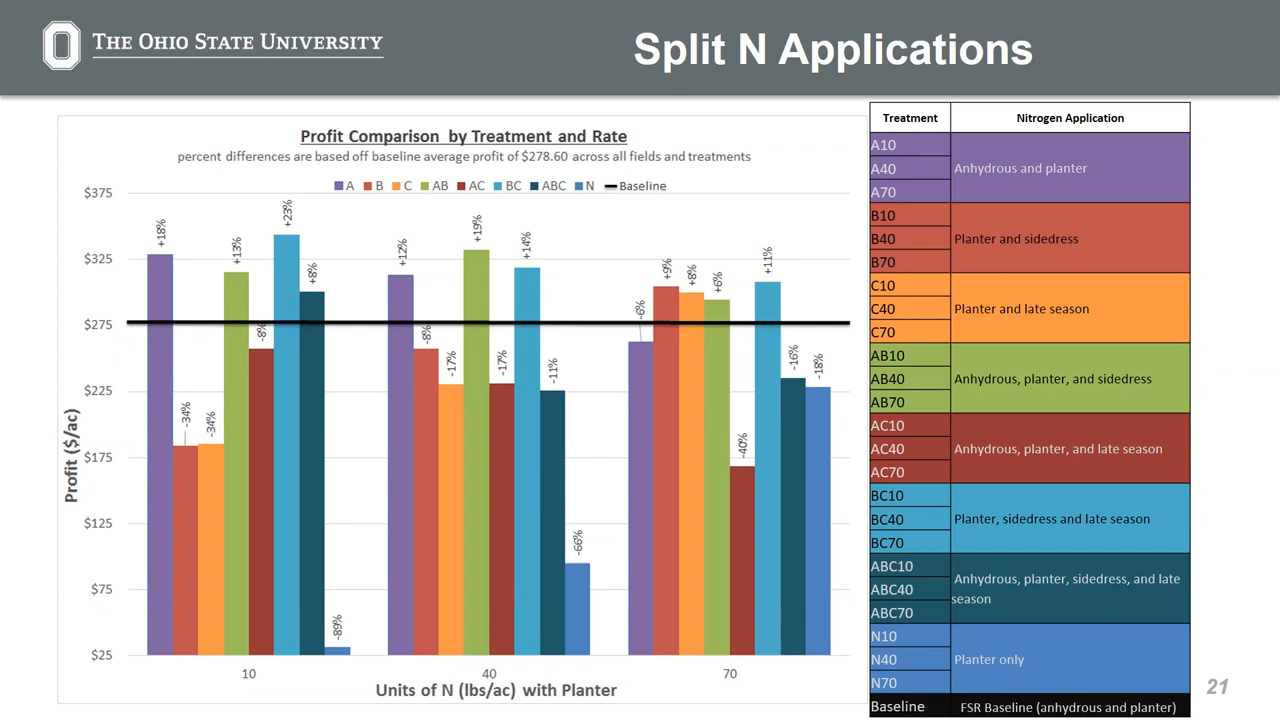 THE OHIO STATE UNIVERSITY
Split N Applications
Profit Comparison by Treatment and Rate
percent differences are based off baseline average profit of $278.60 across all fields and treatments
A B C AB AC BC ABC N Baseline
$375
$325
$275
$225
$175
$125
$75
$25
Profit ($/ac)
+18%
-34%
-34%
+13%
-8%
+23%
+8%
-89%
+12%
-8%
-17%
+19%
-17%
+14%
-11%
-66%
-6%
+9%
+8%
+6%
-40%
+11%
-16%
-18%
10 40 70
Units of N (lbs/ac) with Planter
Treatment Nitrogen Application
A10
A40 Anhydrous and planter
A70
B10
B40 Planter and sidedress
B70
C10
C40 Planter and late season
C70
AB10
AB40 Anhydrous, planter, and sidedress
AB70
AC10
AC40 Anhydrous, planter, and late season
AC70
BC10
BC40 Planter, sidedress and late season
BC70
ABC10
ABC40 Anhydrous, planter, sidedress, and late
season
ABC70
N10
N40 Planter only
N70
Baseline FSR Baseline (anhydrous and planter)
21